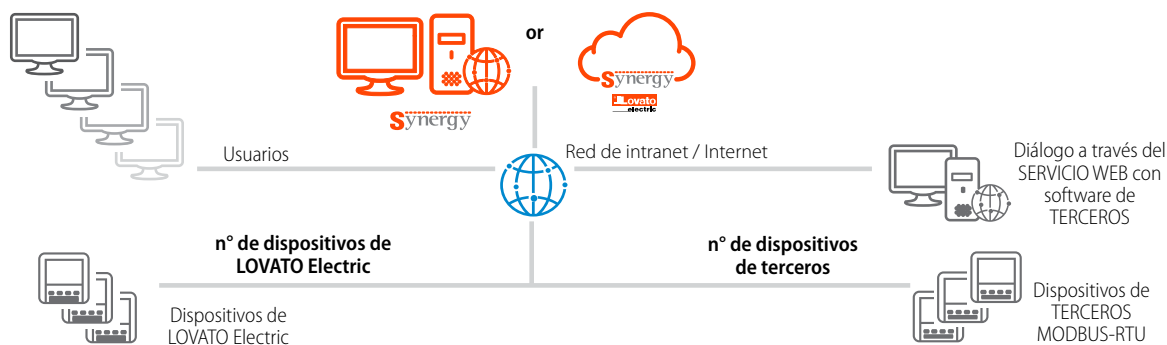 or
Synergy
Synergy
Lovato
electric
Usuarios
Red de intranet / Internet
Diálogo a través del
SERVICIO WEB con
software de
TERCEROS
n° de dispositivos de
LOVATO Electric
n° de dispositivos
de terceros
Dispositivos de
LOVATO Electric
Dispositivos de
TERCEROS
MODBUS-RTU